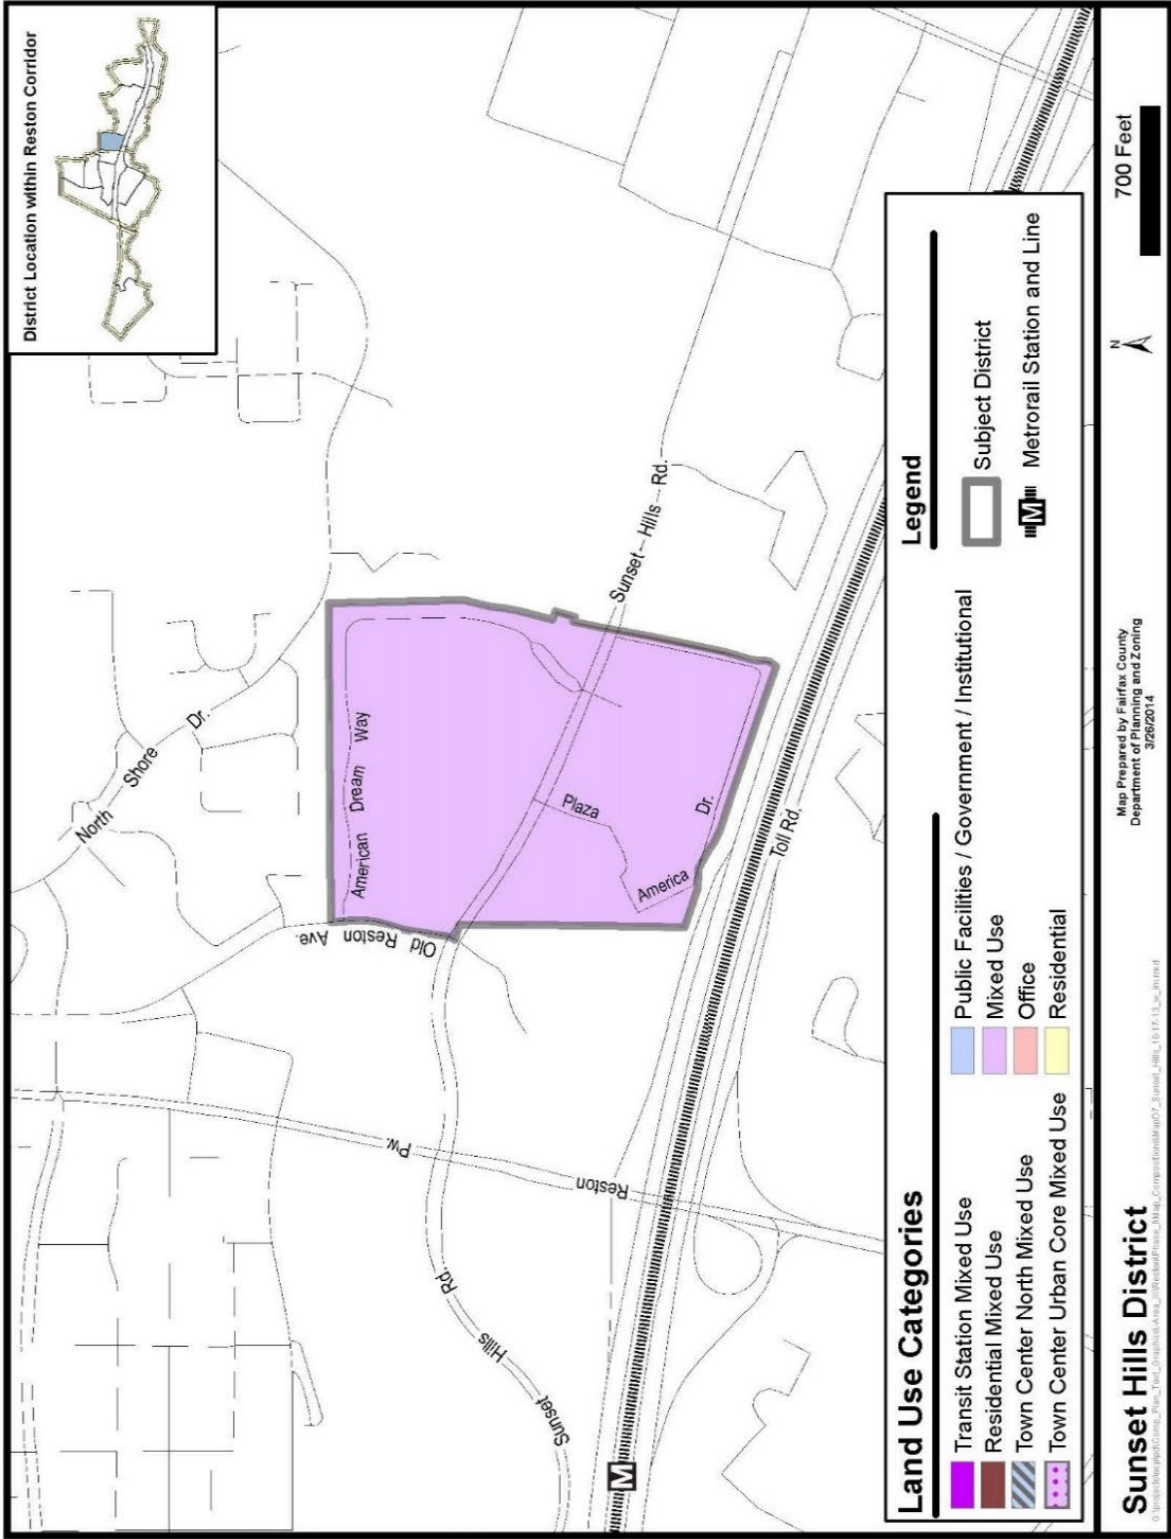 District Location within Reston Corridor
North Shore Dr.
American Dream Way
Old Reston Ave.
Sunset Hills Rd.
Plaza America Dr.
Toll Rd.
Reston Pw.
Sunset Hills Rd.
M
Land Use Categories
Transit Station Mixed Use
Residential Mixed Use
Town Center North Mixed Use
Town Center Urban Core Mixed Use
Public Facilities / Government / Institutional
Mixed Use
Office
Residential
Legend
Subject District
M
Metrorail Station and Line
Sunset Hills District
Map Prepared by Fairfax County
Department of Planning and Zoning
3/26/2014
N
700 Feet